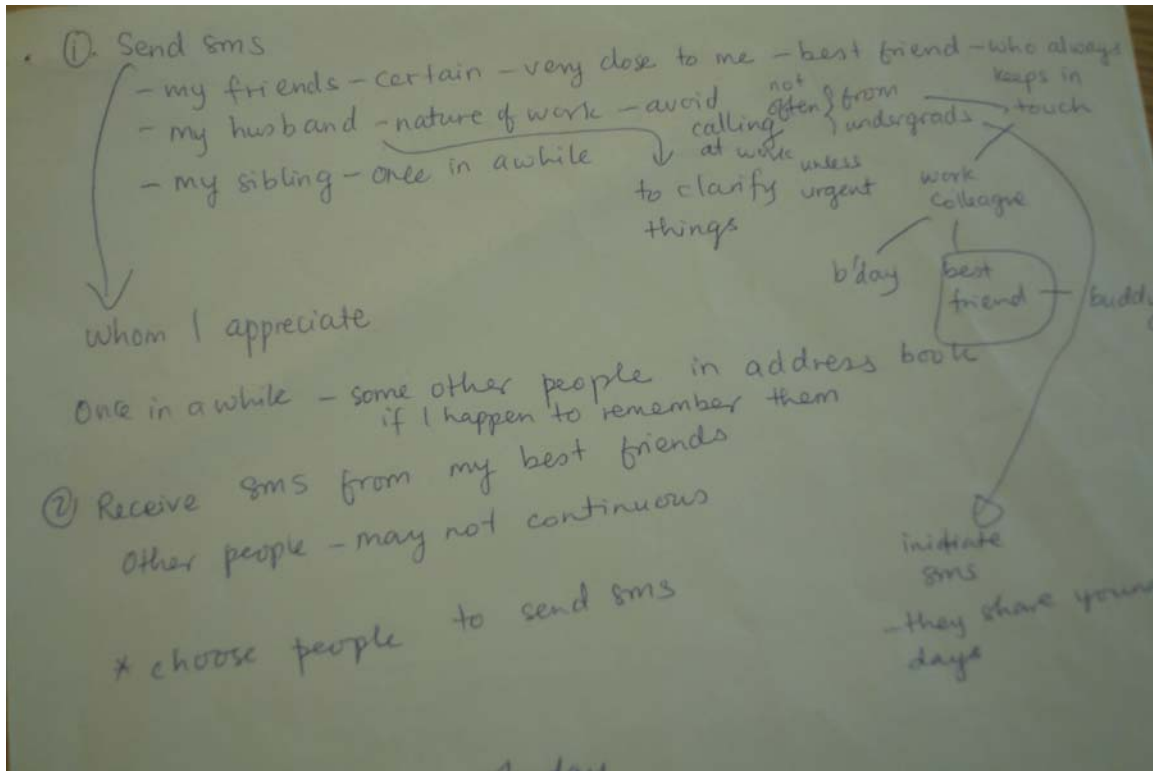 ①. Send sms
- my friends - certain - very close to me - best friend - who always keeps in touch
- my husband - nature of work - avoid calling at work unless urgent
not often } from undergrads
to clarify things
- my sibling - once in awhile
work colleague
b'day
best friend
buddy
whom I appreciate
Once in a while - some other people in address book
if I happen to remember them
② Receive sms from my best friends
Other people - may not continuous
initiate
sms
- they share young
days
* choose people to send sms
day